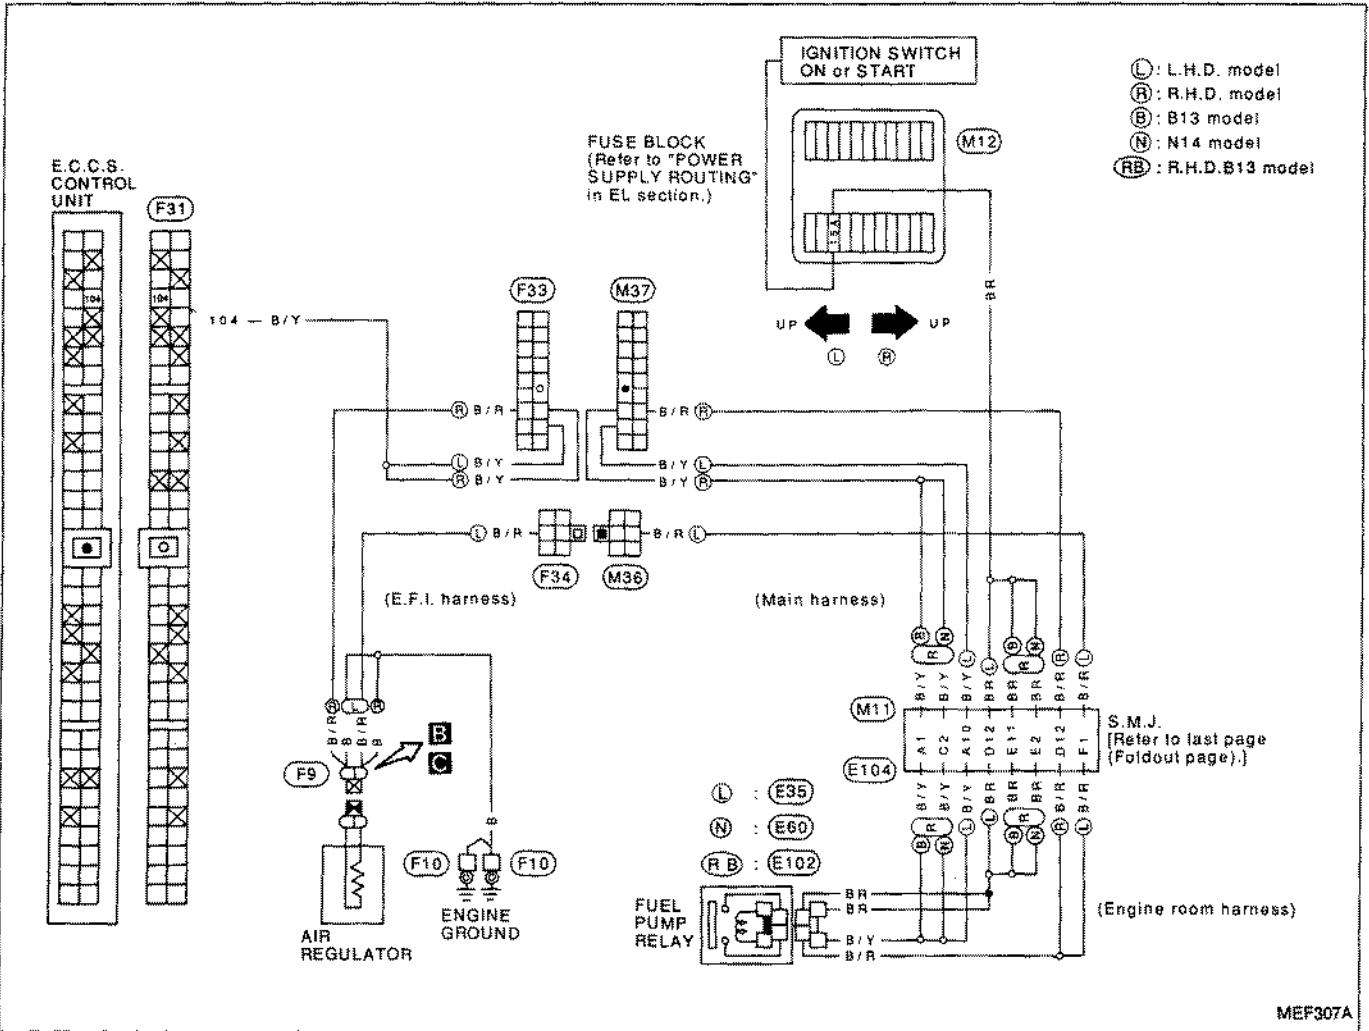 IGNITION SWITCH
ON or START
Ⓛ: L.H.D. model
Ⓡ: R.H.D. model
Ⓑ: B13 model
Ⓝ: N14 model
RB: R.H.D.B13 model
FUSE BLOCK
(Refer to "POWER
SUPPLY ROUTING"
in EL section.)
M12
15A
BR
E.C.C.S.
CONTROL
UNIT
F31
104
104
104 — B/Y
F33
M37
UP
UP
Ⓛ
Ⓡ
Ⓡ B/R
B/R Ⓡ
Ⓛ B/Y
B/Y Ⓛ
Ⓡ B/Y
B/Y Ⓡ
Ⓛ B/R
B/R Ⓛ
F34
M36
(E.F.I. harness)
(Main harness)
Ⓑ Ⓝ Ⓑ Ⓝ
Ⓡ Ⓛ Ⓛ Ⓡ Ⓡ Ⓛ
B/Y B/Y B/Y BR BR BR B/R B/R
M11
A1 C2 A10 D12 E11 E2 D12 F1
S.M.J.
[Refer to last page
(Foldout page).]
E104
B/Y B/Y B/Y BR BR BR B/R B/R
Ⓡ Ⓛ Ⓛ Ⓡ Ⓡ Ⓛ
Ⓑ Ⓝ Ⓑ Ⓝ
Ⓡ Ⓛ Ⓡ
B/R B B/R B
B
C
F9
B
F10
F10
AIR
REGULATOR
ENGINE
GROUND
Ⓛ : E35
Ⓝ : E60
RB : E102
FUEL
PUMP
RELAY
BR
BR
B/Y
B/R
(Engine room harness)
MEF307A